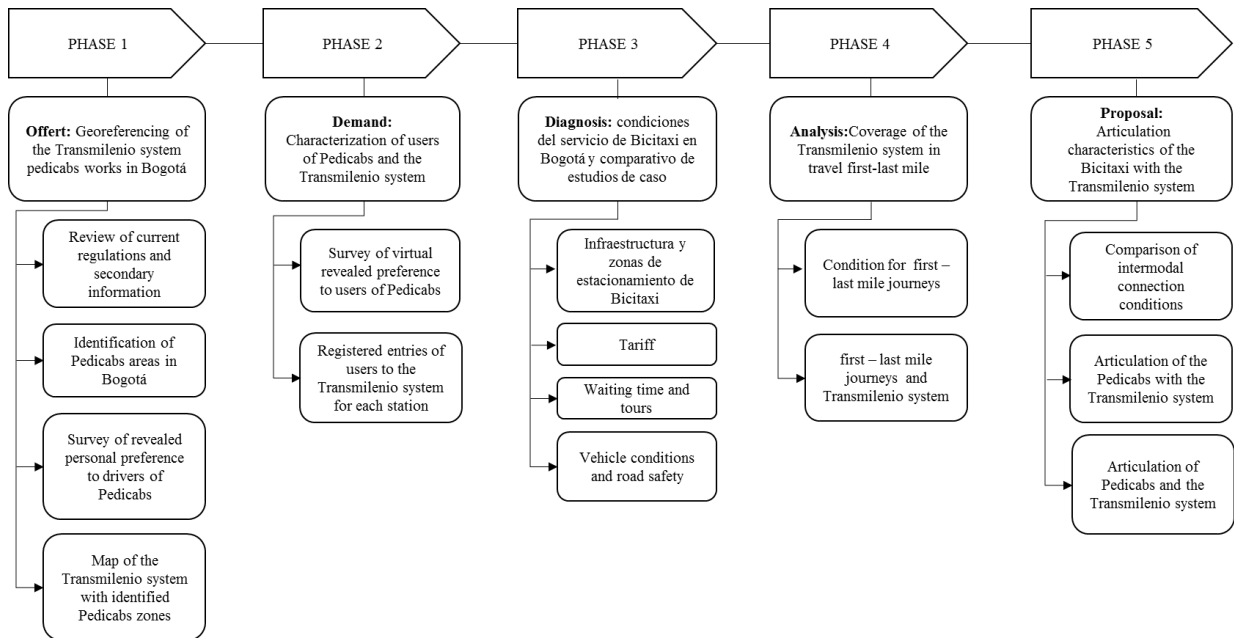 PHASE 1
PHASE 2
PHASE 3
PHASE 4
PHASE 5
Offert: Georeferencing of
the Transmilenio system
pedicabs works in Bogotá
Review of current
regulations and
secondary
information
Identification of
Pedicabs areas in
Bogotá
Survey of revealed
personal preference
to drivers of
Pedicabs
Map of the
Transmilenio system
with identified
Pedicabs zones
Demand:
Characterization of users
of Pedicabs and the
Transmilenio system
Survey of virtual
revealed preference
to users of Pedicabs
Registered entries of
users to the
Transmilenio system
for each station
Diagnosis: condiciones
del servicio de Bicitaxi en
Bogotá y comparativo de
estudios de caso
Infraestructura y
zonas de
estacionamiento de
Bicitaxi
Tariff
Waiting time and
tours
Vehicle conditions
and road safety
Analysis:Coverage of the
Transmilenio system in
travel first-last mile
Condition for first –
last mile journeys
first – last mile
journeys and
Transmilenio system
Proposal:
Articulation
characteristics of the
Bicitaxi with the
Transmilenio system
Comparison of
intermodal
connection
conditions
Articulation of the
Pedicabs with the
Transmilenio system
Articulation of
Pedicabs and the
Transmilenio system